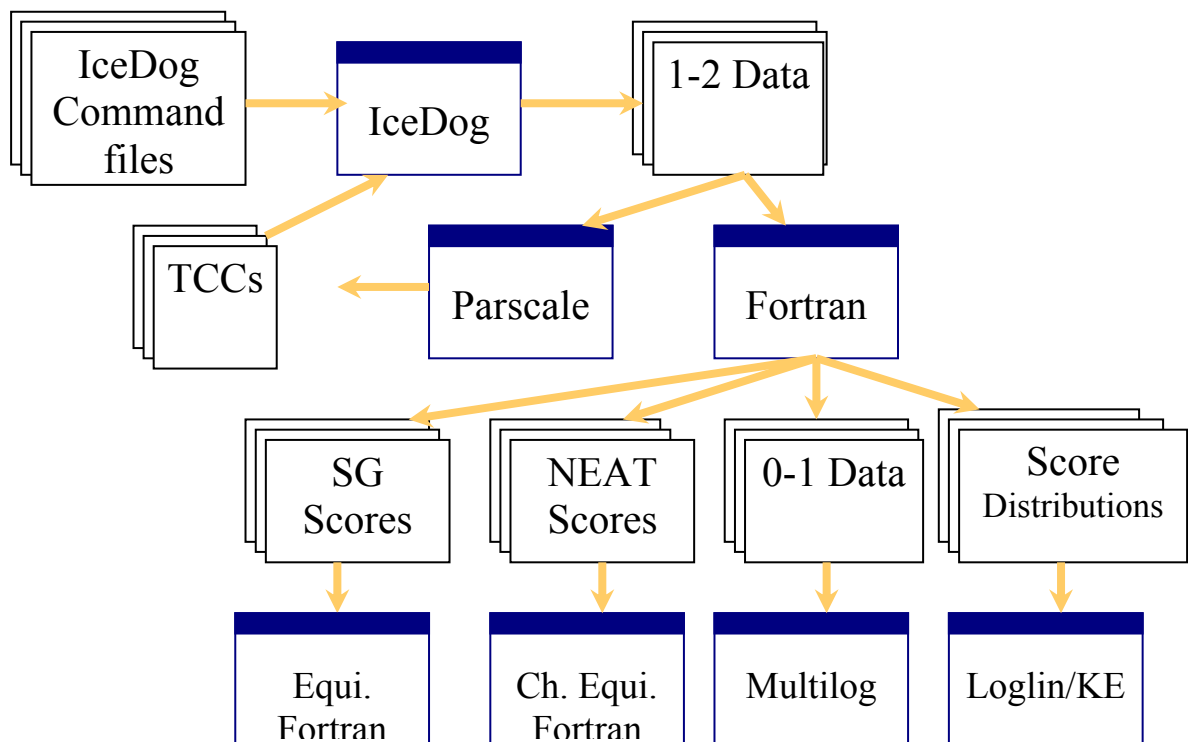 IceDog
Command
files
IceDog
1-2 Data
TCCs
Parscale
Fortran
SG
Scores
NEAT
Scores
0-1 Data
Score
Distributions
Equi.
Fortran
Ch. Equi.
Fortran
Multilog
Loglin/KE